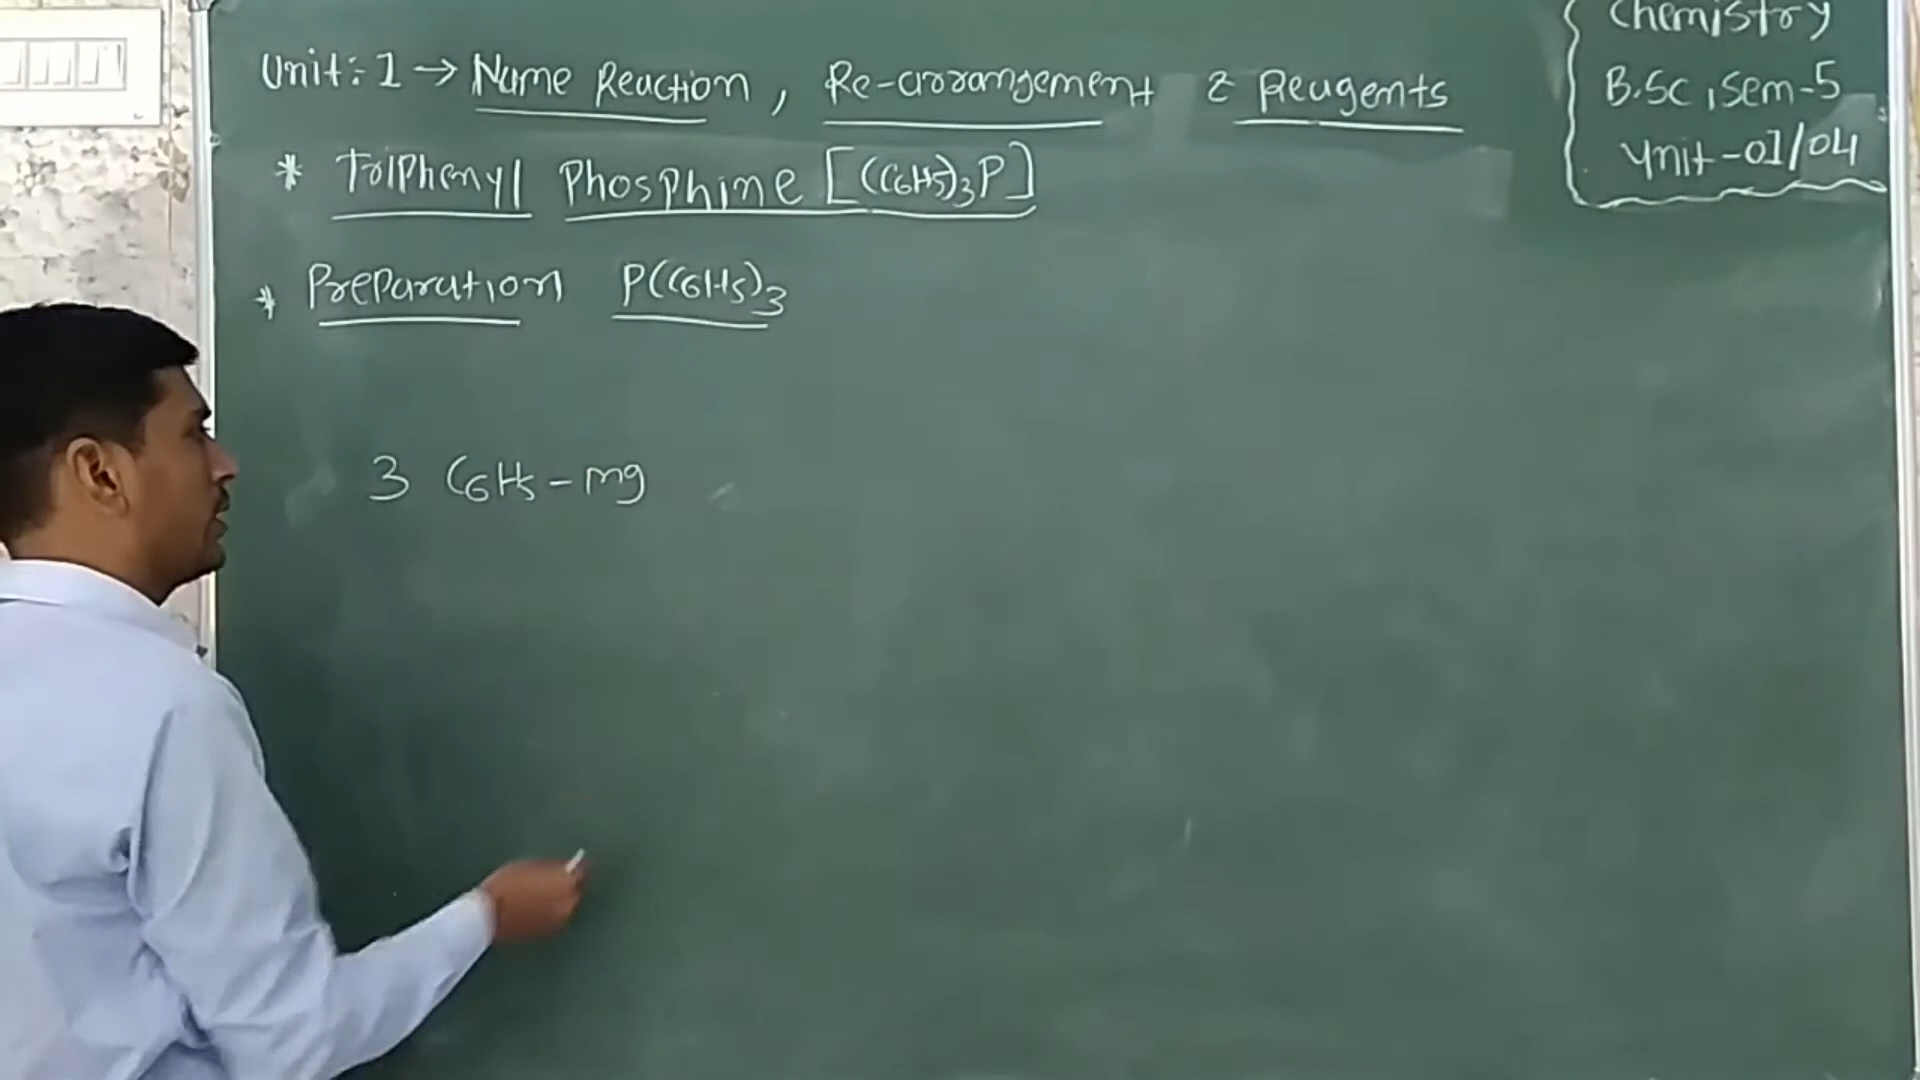 Unit:-1 → Name Reaction, Re-arrangement & Reagents
* TriPhenyl Phosphine [(C6H5)3P]
* Preparation P(C6H5)3
3 C6H5-mg
Chemistry
B.Sc, Sem-5
Unit-01/04